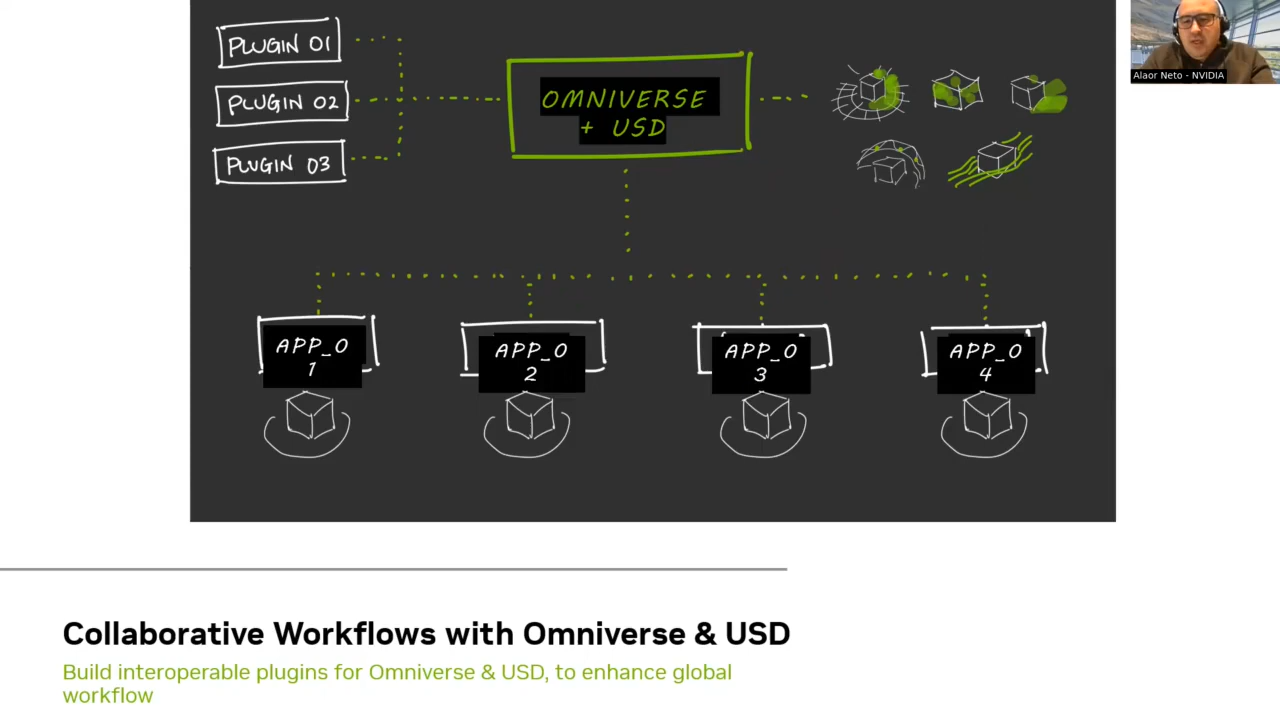 PLUGIN 01
PLUGIN 02
PLUGIN 03
OMNIVERSE
+ USD
Alaor Neto - NVIDIA
APP_0
1
APP_0
2
APP_0
3
APP_0
4
Collaborative Workflows with Omniverse & USD
Build interoperable plugins for Omniverse & USD, to enhance global
workflow